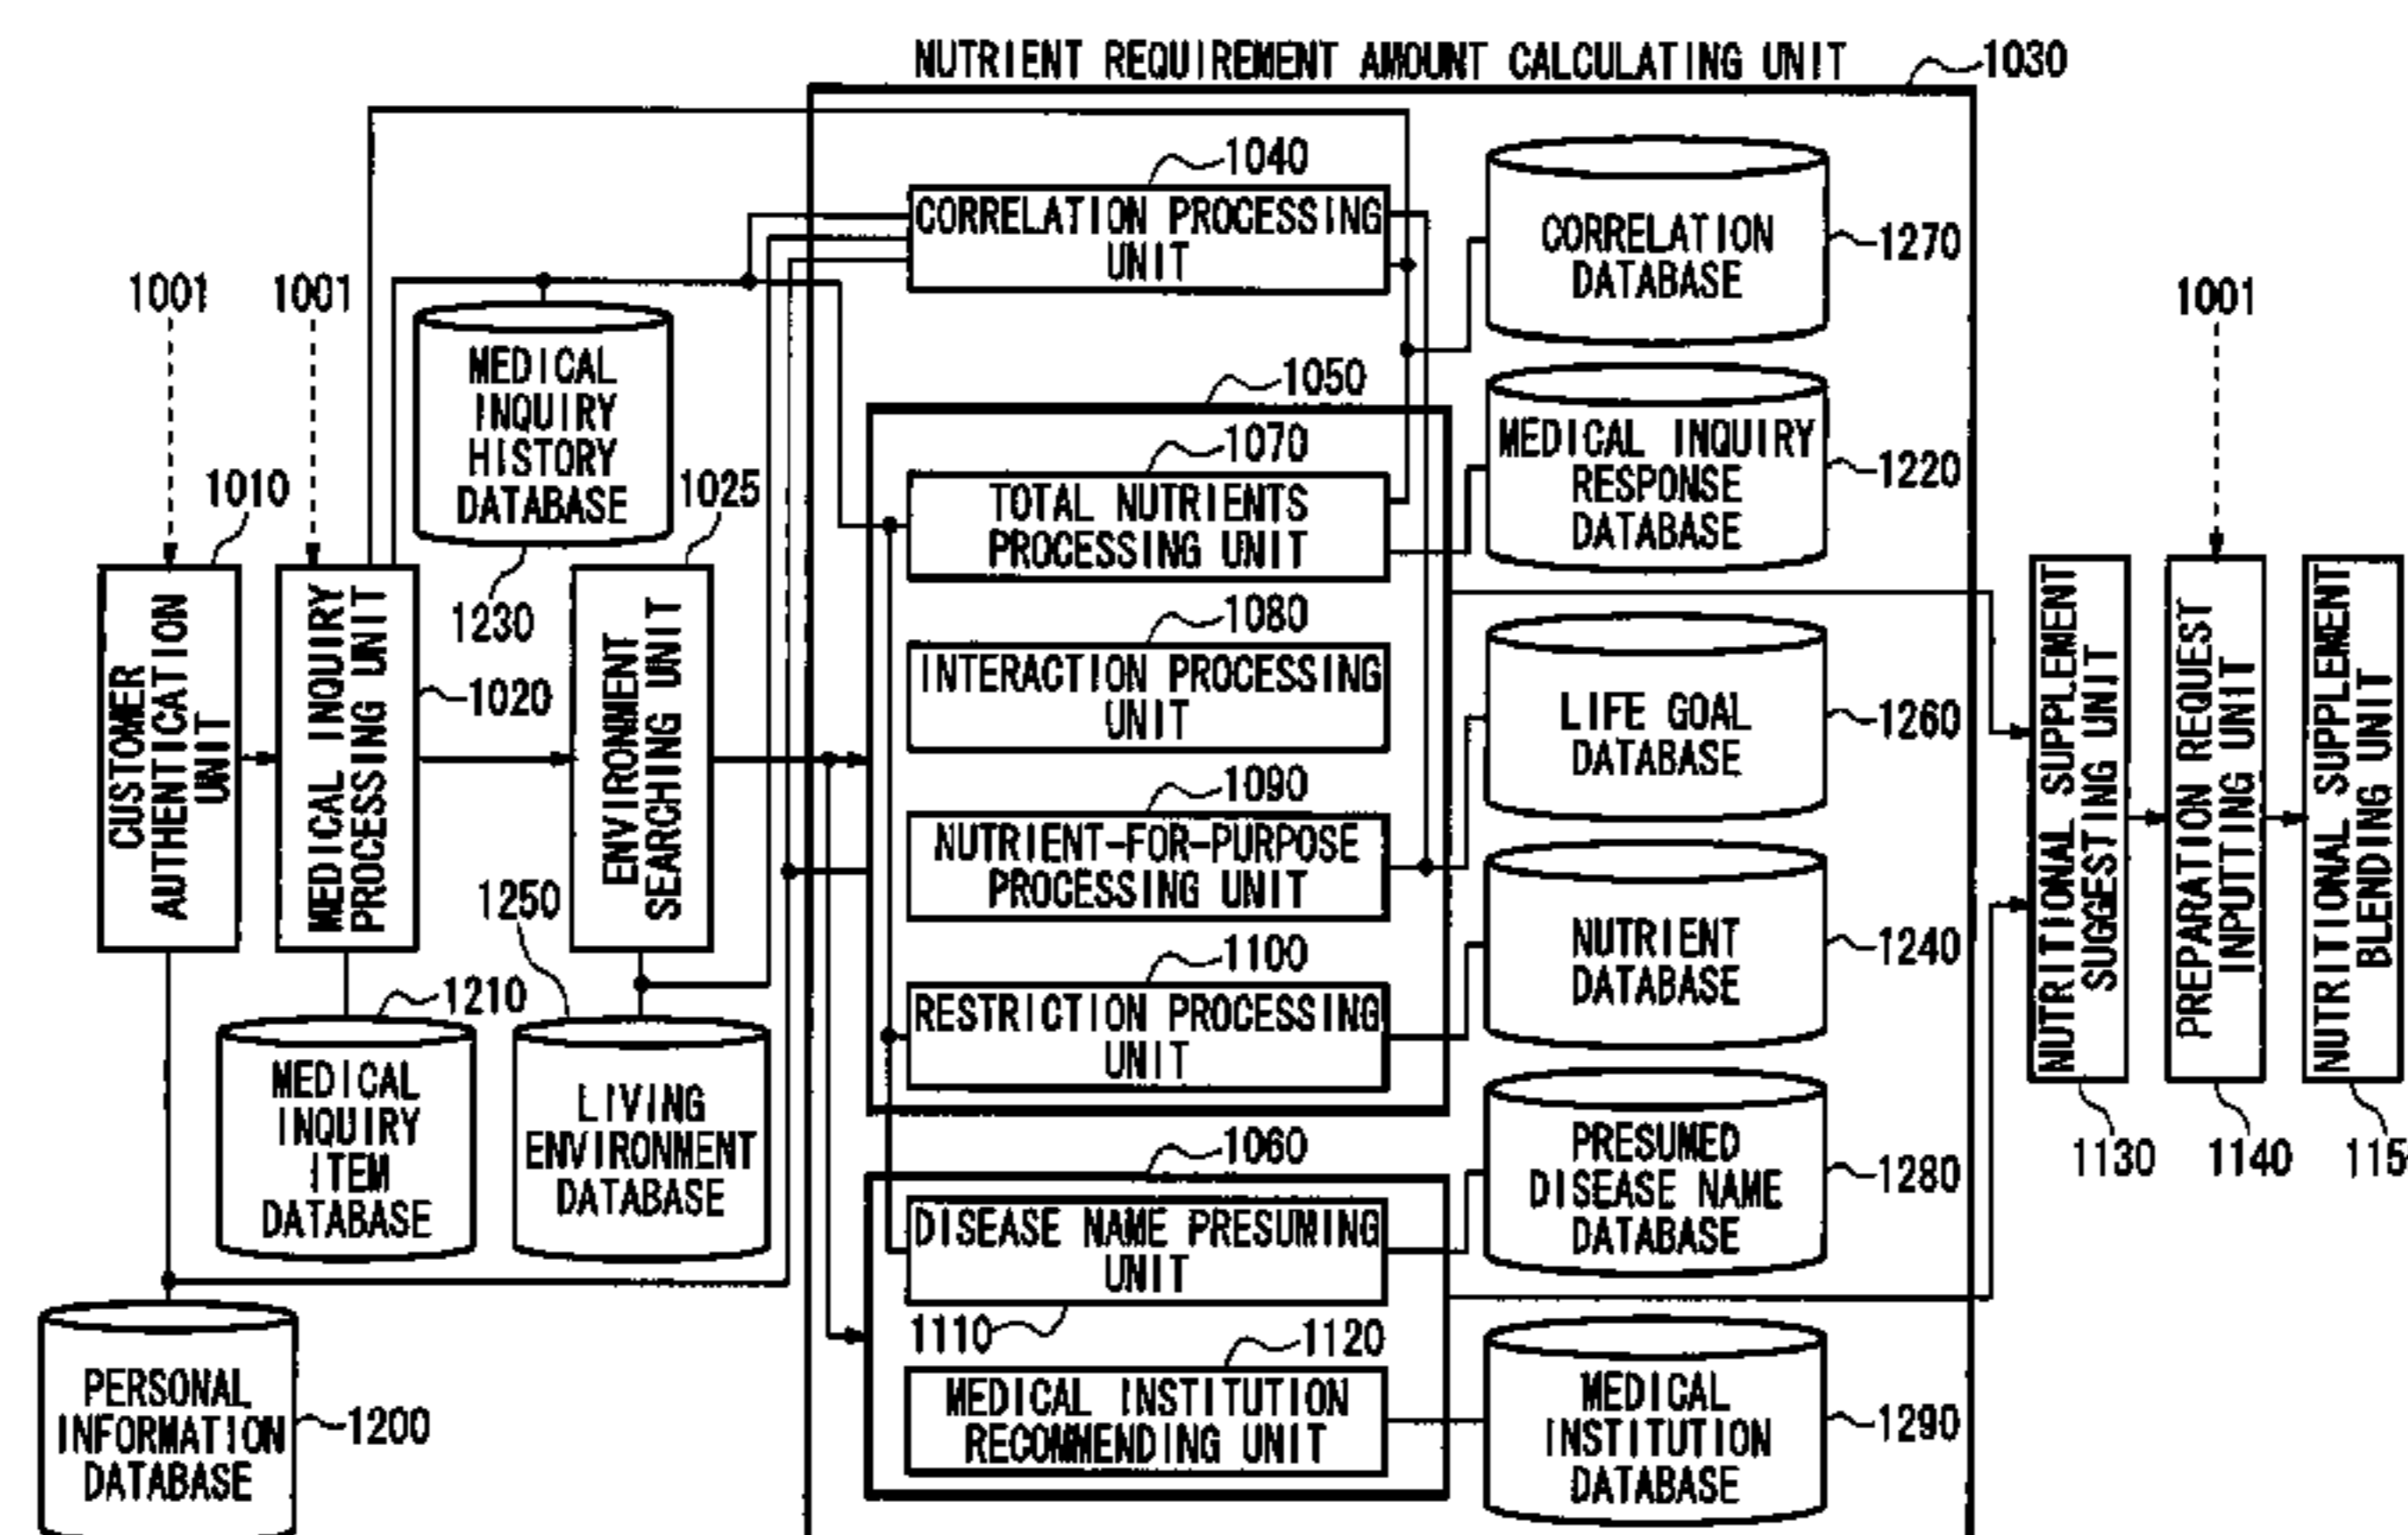 NUTRIENT REQUIREMENT AMOUNT CALCULATING UNIT
1030
1040
CORRELATION PROCESSING
UNIT
CORRELATION
DATABASE
1270
1001
1001
1001
MEDICAL
INQUIRY
HISTORY
DATABASE
1230
1050
1070
TOTAL NUTRIENTS
PROCESSING UNIT
MEDICAL INQUIRY
RESPONSE
DATABASE
1220
1010
CUSTOMER
AUTHENTICATION
UNIT
MEDICAL INQUIRY
PROCESSING UNIT
1020
1025
ENVIRONMENT
SEARCHING UNIT
1080
INTERACTION PROCESSING
UNIT
LIFE GOAL
DATABASE
1260
1090
NUTRIENT-FOR-PURPOSE
PROCESSING UNIT
NUTRIENT
DATABASE
1240
1100
RESTRICTION PROCESSING
UNIT
NUTRITIONAL SUPPLEMENT
SUGGESTING UNIT
1130
PREPARATION REQUEST
INPUTTING UNIT
1140
NUTRITIONAL SUPPLEMENT
BLENDING UNIT
115
1210
MEDICAL
INQUIRY
ITEM
DATABASE
1250
LIVING
ENVIRONMENT
DATABASE
1060
DISEASE NAME PRESUMING
UNIT
1110
PRESUMED
DISEASE NAME
DATABASE
1280
1120
MEDICAL INSTITUTION
RECOMMENDING UNIT
MEDICAL
INSTITUTION
DATABASE
1290
PERSONAL
INFORMATION
DATABASE
1200